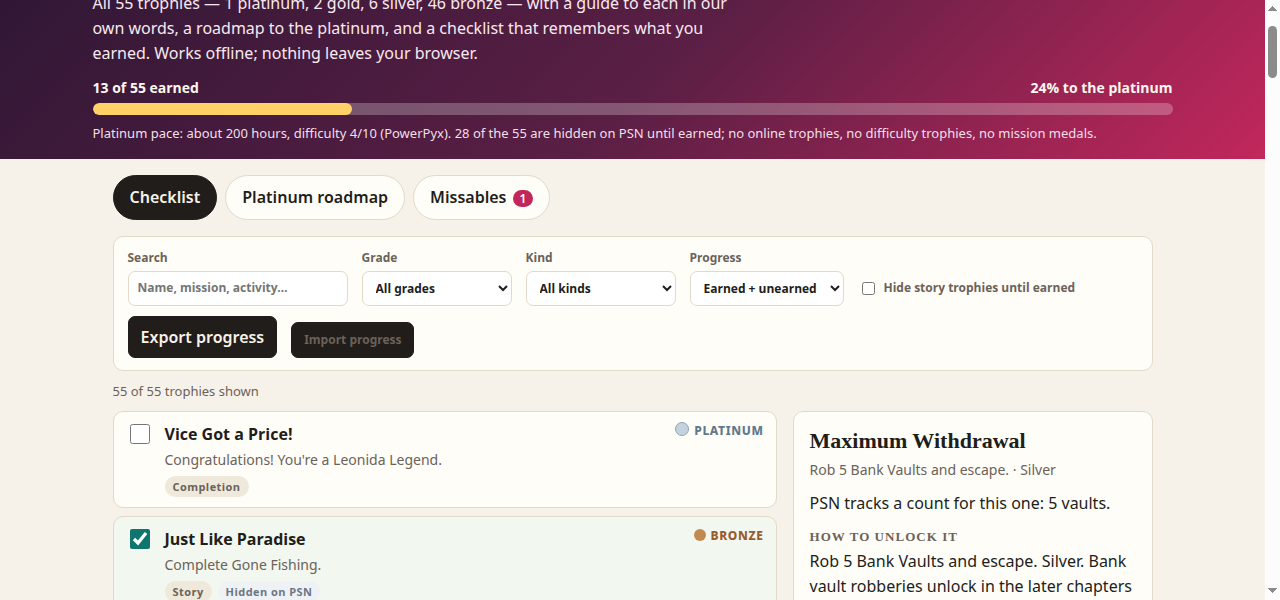 All 55 trophies — 1 platinum, 2 gold, 6 silver, 46 bronze — with a guide to each in our
own words, a roadmap to the platinum, and a checklist that remembers what you
earned. Works offline; nothing leaves your browser.
13 of 55 earned
24% to the platinum
Platinum pace: about 200 hours, difficulty 4/10 (PowerPyx). 28 of the 55 are hidden on PSN until earned; no online trophies, no difficulty trophies, no mission medals.
Checklist
Platinum roadmap
Missables 1
Search
Grade
Kind
Progress
Name, mission, activity...
All grades
All kinds
Earned + unearned
Hide story trophies until earned
Export progress
Import progress
55 of 55 trophies shown
Vice Got a Price!
PLATINUM
Congratulations! You're a Leonida Legend.
Completion
Just Like Paradise
BRONZE
Complete Gone Fishing.
Story
Hidden on PSN
Maximum Withdrawal
Rob 5 Bank Vaults and escape. · Silver
PSN tracks a count for this one: 5 vaults.
HOW TO UNLOCK IT
Rob 5 Bank Vaults and escape. Silver. Bank
vault robberies unlock in the later chapters